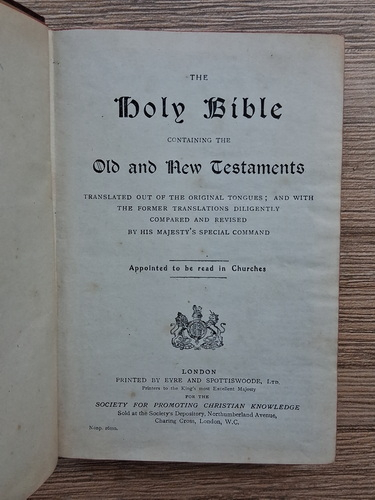 THE
Holy Bible
CONTAINING THE
Old and New Testaments
TRANSLATED OUT OF THE ORIGINAL TONGUES; AND WITH
THE FORMER TRANSLATIONS DILIGENTLY
COMPARED AND REVISED
BY HIS MAJESTY'S SPECIAL COMMAND
Appointed to be read in Churches
LONDON
PRINTED BY EYRE AND SPOTTISWOODE, LTD.
Printers to the King's most Excellent Majesty
FOR THE
SOCIETY FOR PROMOTING CHRISTIAN KNOWLEDGE
Sold at the Society's Depository, Northumberland Avenue,
Charing Cross, London, W.C.